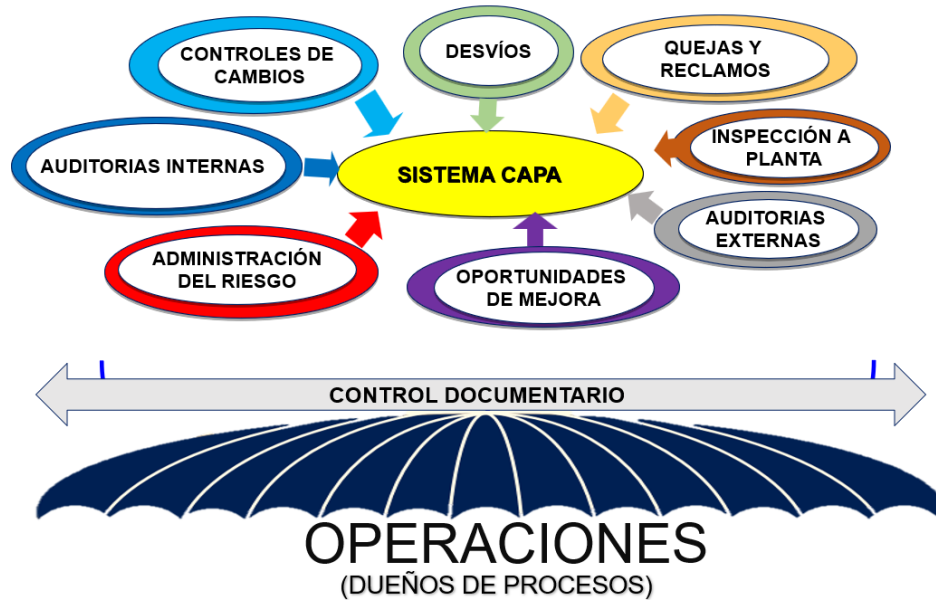 CONTROLES DE
CAMBIOS
DESVÍOS
QUEJAS Y
RECLAMOS
AUDITORIAS INTERNAS
SISTEMA CAPA
INSPECCIÓN A
PLANTA
ADMINISTRACIÓN
DEL RIESGO
OPORTUNIDADES
DE MEJORA
AUDITORIAS
EXTERNAS
CONTROL DOCUMENTARIO
OPERACIONES
(DUEÑOS DE PROCESOS)